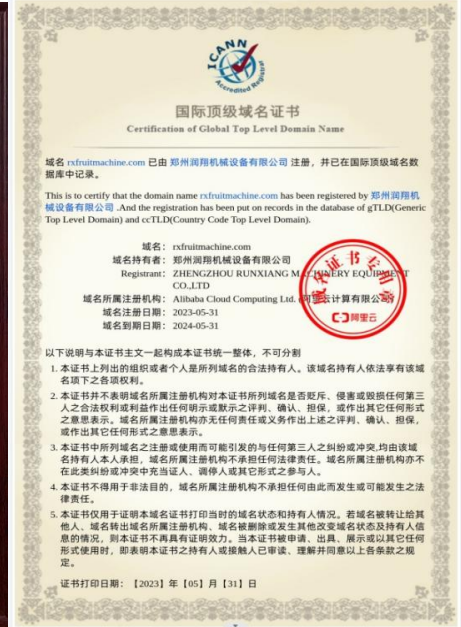 ICANN
Accredited Registrar
国际顶级域名证书
Certification of Global Top Level Domain Name
域名 rxfruitmachine.com 已由 郑州润翔机械设备有限公司 注册，并已在国际顶级域名数
据库中记录。
This is to certify that the domain name rxfruitmachine.com has been registered by 郑州润翔机
械设备有限公司 .And the registration has been put on records in the database of gTLD(Generic
Top Level Domain) and ccTLD(Country Code Top Level Domain).
域名： rxfruitmachine.com
域名持有者： 郑州润翔机械设备有限公司
Registrant： ZHENGZHOU RUNXIANG MACHINERY EQUIPMENT
CO.,LTD
域名所属注册机构： Alibaba Cloud Computing Ltd. (阿里云计算有限公司)
域名注册日期： 2023-05-31
域名到期日期： 2024-05-31
域名证书专用章
阿里云
以下说明与本证书主文一起构成本证书统一整体，不可分割
1. 本证书上列出的组织或者个人是所列域名的合法持有人。该域名持有人依法享有该域
名项下之各项权利。
2. 本证书并不表明域名所属注册机构对本证书所列域名是否贬斥、侵害或毁损任何第三
人之合法权利或利益作出任何明示或默示之评判、确认、担保，或作出其它任何形式
之意思表示。域名所属注册机构亦无任何责任或义务作出上述之评判、确认、担保，
或作出其它任何形式之意思表示。
3. 本证书中所列域名之注册或使用而可能引发的与任何第三人之纠纷或冲突,均由该域
名持有人本人承担，域名所属注册机构不承担任何法律责任。域名所属注册机构亦不
在此类纠纷或冲突中充当证人、调停人或其它形式之参与人。
4. 本证书不得用于非法目的，域名所属注册机构不承担任何由此而发生或可能发生之法
律责任。
5. 本证书仅用于证明本域名证书打印当时的域名状态和持有人情况。若域名被转让给其
他人、域名转出域名所属注册机构、域名被删除或发生其他改变域名状态及持有人信
息的情况，则本证书不再具有证明效力。当本证书被申请、出具、展示或以其它任何
形式使用时，即表明本证书之持有人或接触人已审读、理解并同意以上各条款之规
定。
证书打印日期：【2023】年【05】月【31】日